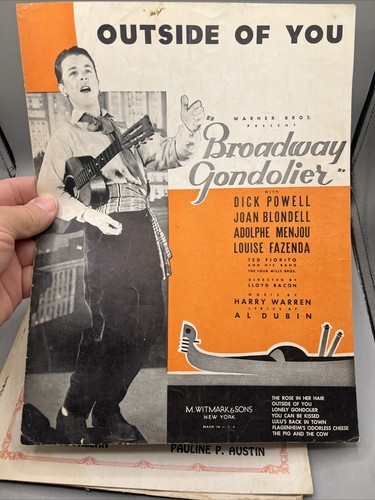 OUTSIDE OF YOU
WARNER BROS.
PRESENT
"Broadway
Gondolier"
WITH
DICK POWELL
JOAN BLONDELL
ADOLPHE MENJOU
LOUISE FAZENDA
TED FIORITO
AND HIS BAND
THE FOUR MILLS BROS.
DIRECTED BY
LLOYD BACON
MUSIC BY
HARRY WARREN
LYRICS BY
AL DUBIN
M. WITMARK & SONS
NEW YORK
MADE IN U.S.A.
THE ROSE IN HER HAIR
OUTSIDE OF YOU
LONELY GONDOLIER
YOU CAN BE KISSED
LULU'S BACK IN TOWN
FLAGENHEIM'S ODORLESS CHEESE
THE PIG AND THE COW
PAULINE P. AUSTIN